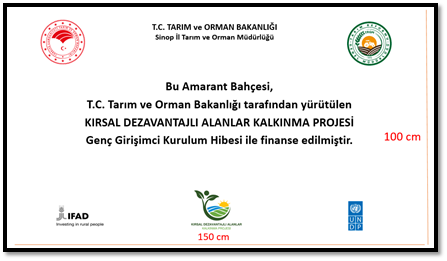 T.C. TARIM ve ORMAN BAKANLIĞI
Sinop İl Tarım ve Orman Müdürlüğü
Bu Amarant Bahçesi,
T.C. Tarım ve Orman Bakanlığı tarafından yürütülen
KIRSAL DEZAVANTAJLI ALANLAR KALKINMA PROJESİ
Genç Girişimci Kurulum Hibesi ile finanse edilmiştir.
100 cm
IFAD
Investing in rural people
KIRSAL DEZAVANTAJLI ALANLAR
KALKINMA PROJESİ
U N
D P
150 cm